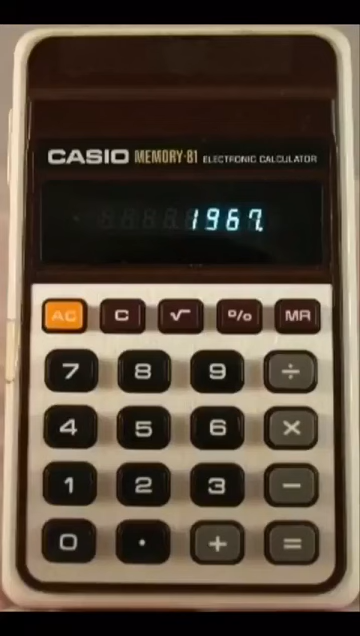 CASIO MEMORY-81 ELECTRONIC CALCULATOR
1967.
AC C √ % MR
7 8 9 ÷
4 5 6 ×
1 2 3 −
0 · + =